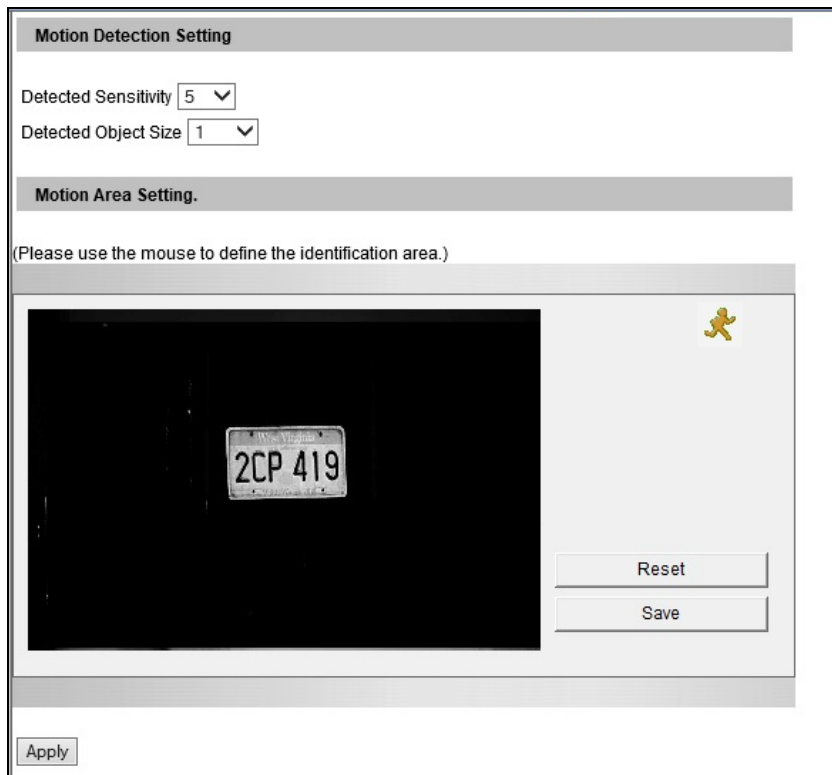 Motion Detection Setting
Detected Sensitivity 5
Detected Object Size 1
Motion Area Setting.
(Please use the mouse to define the identification area.)
West Virginia
2CP 419
Reset
Save
Apply